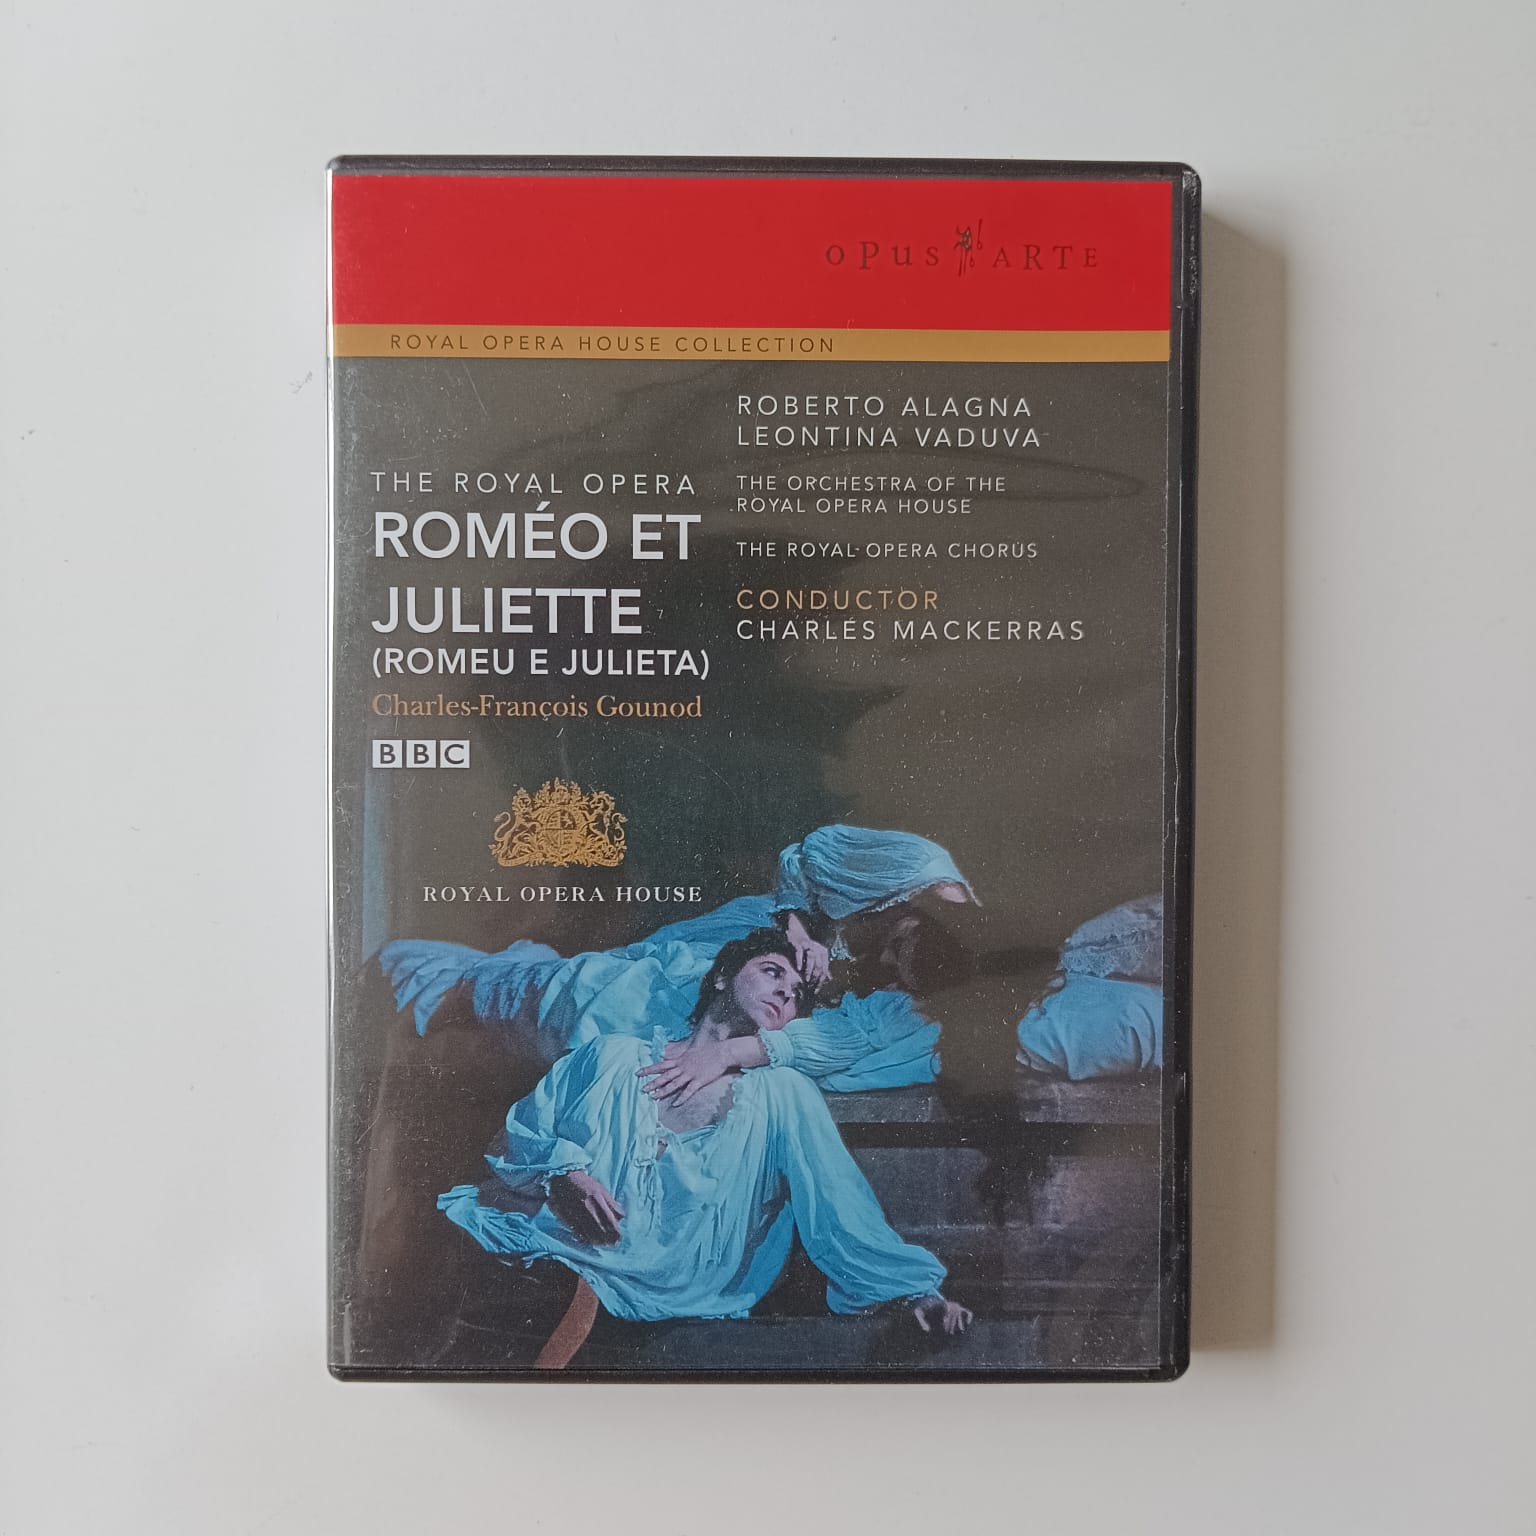 OPUS ARTE
ROYAL OPERA HOUSE COLLECTION
THE ROYAL OPERA
ROMÉO ET
JULIETTE
(ROMEU E JULIETA)
Charles-François Gounod
BBC
ROYAL OPERA HOUSE
ROBERTO ALAGNA
LEONTINA VADUVA
THE ORCHESTRA OF THE
ROYAL OPERA HOUSE
THE ROYAL OPERA CHORUS
CONDUCTOR
CHARLES MACKERRAS